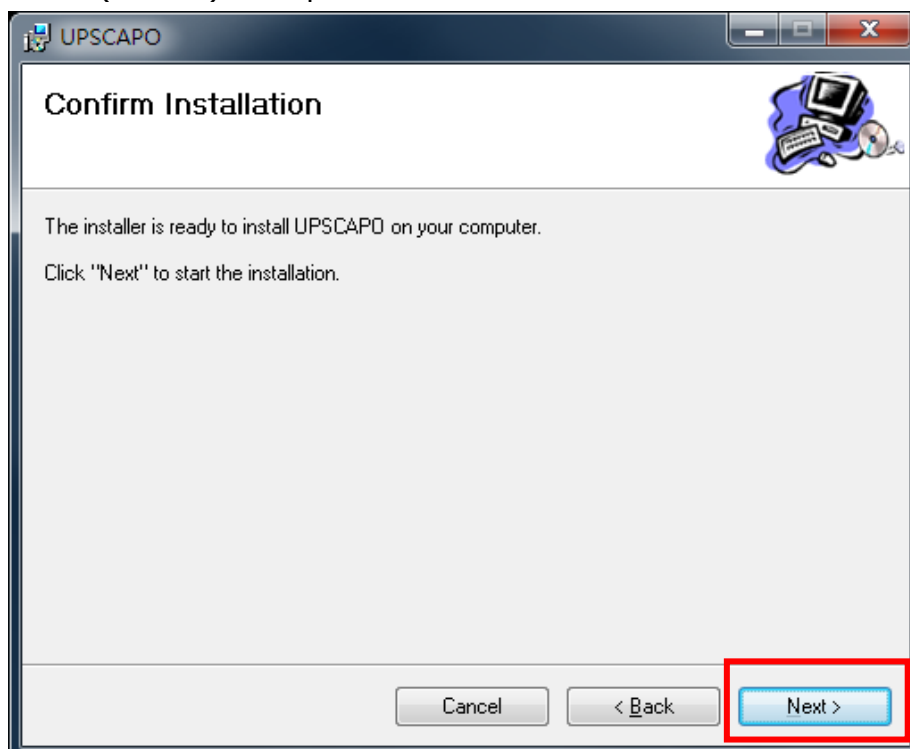 UPSCAPO
Confirm Installation
The installer is ready to install UPSCAPO on your computer.
Click "Next" to start the installation.
Cancel
< Back
Next >